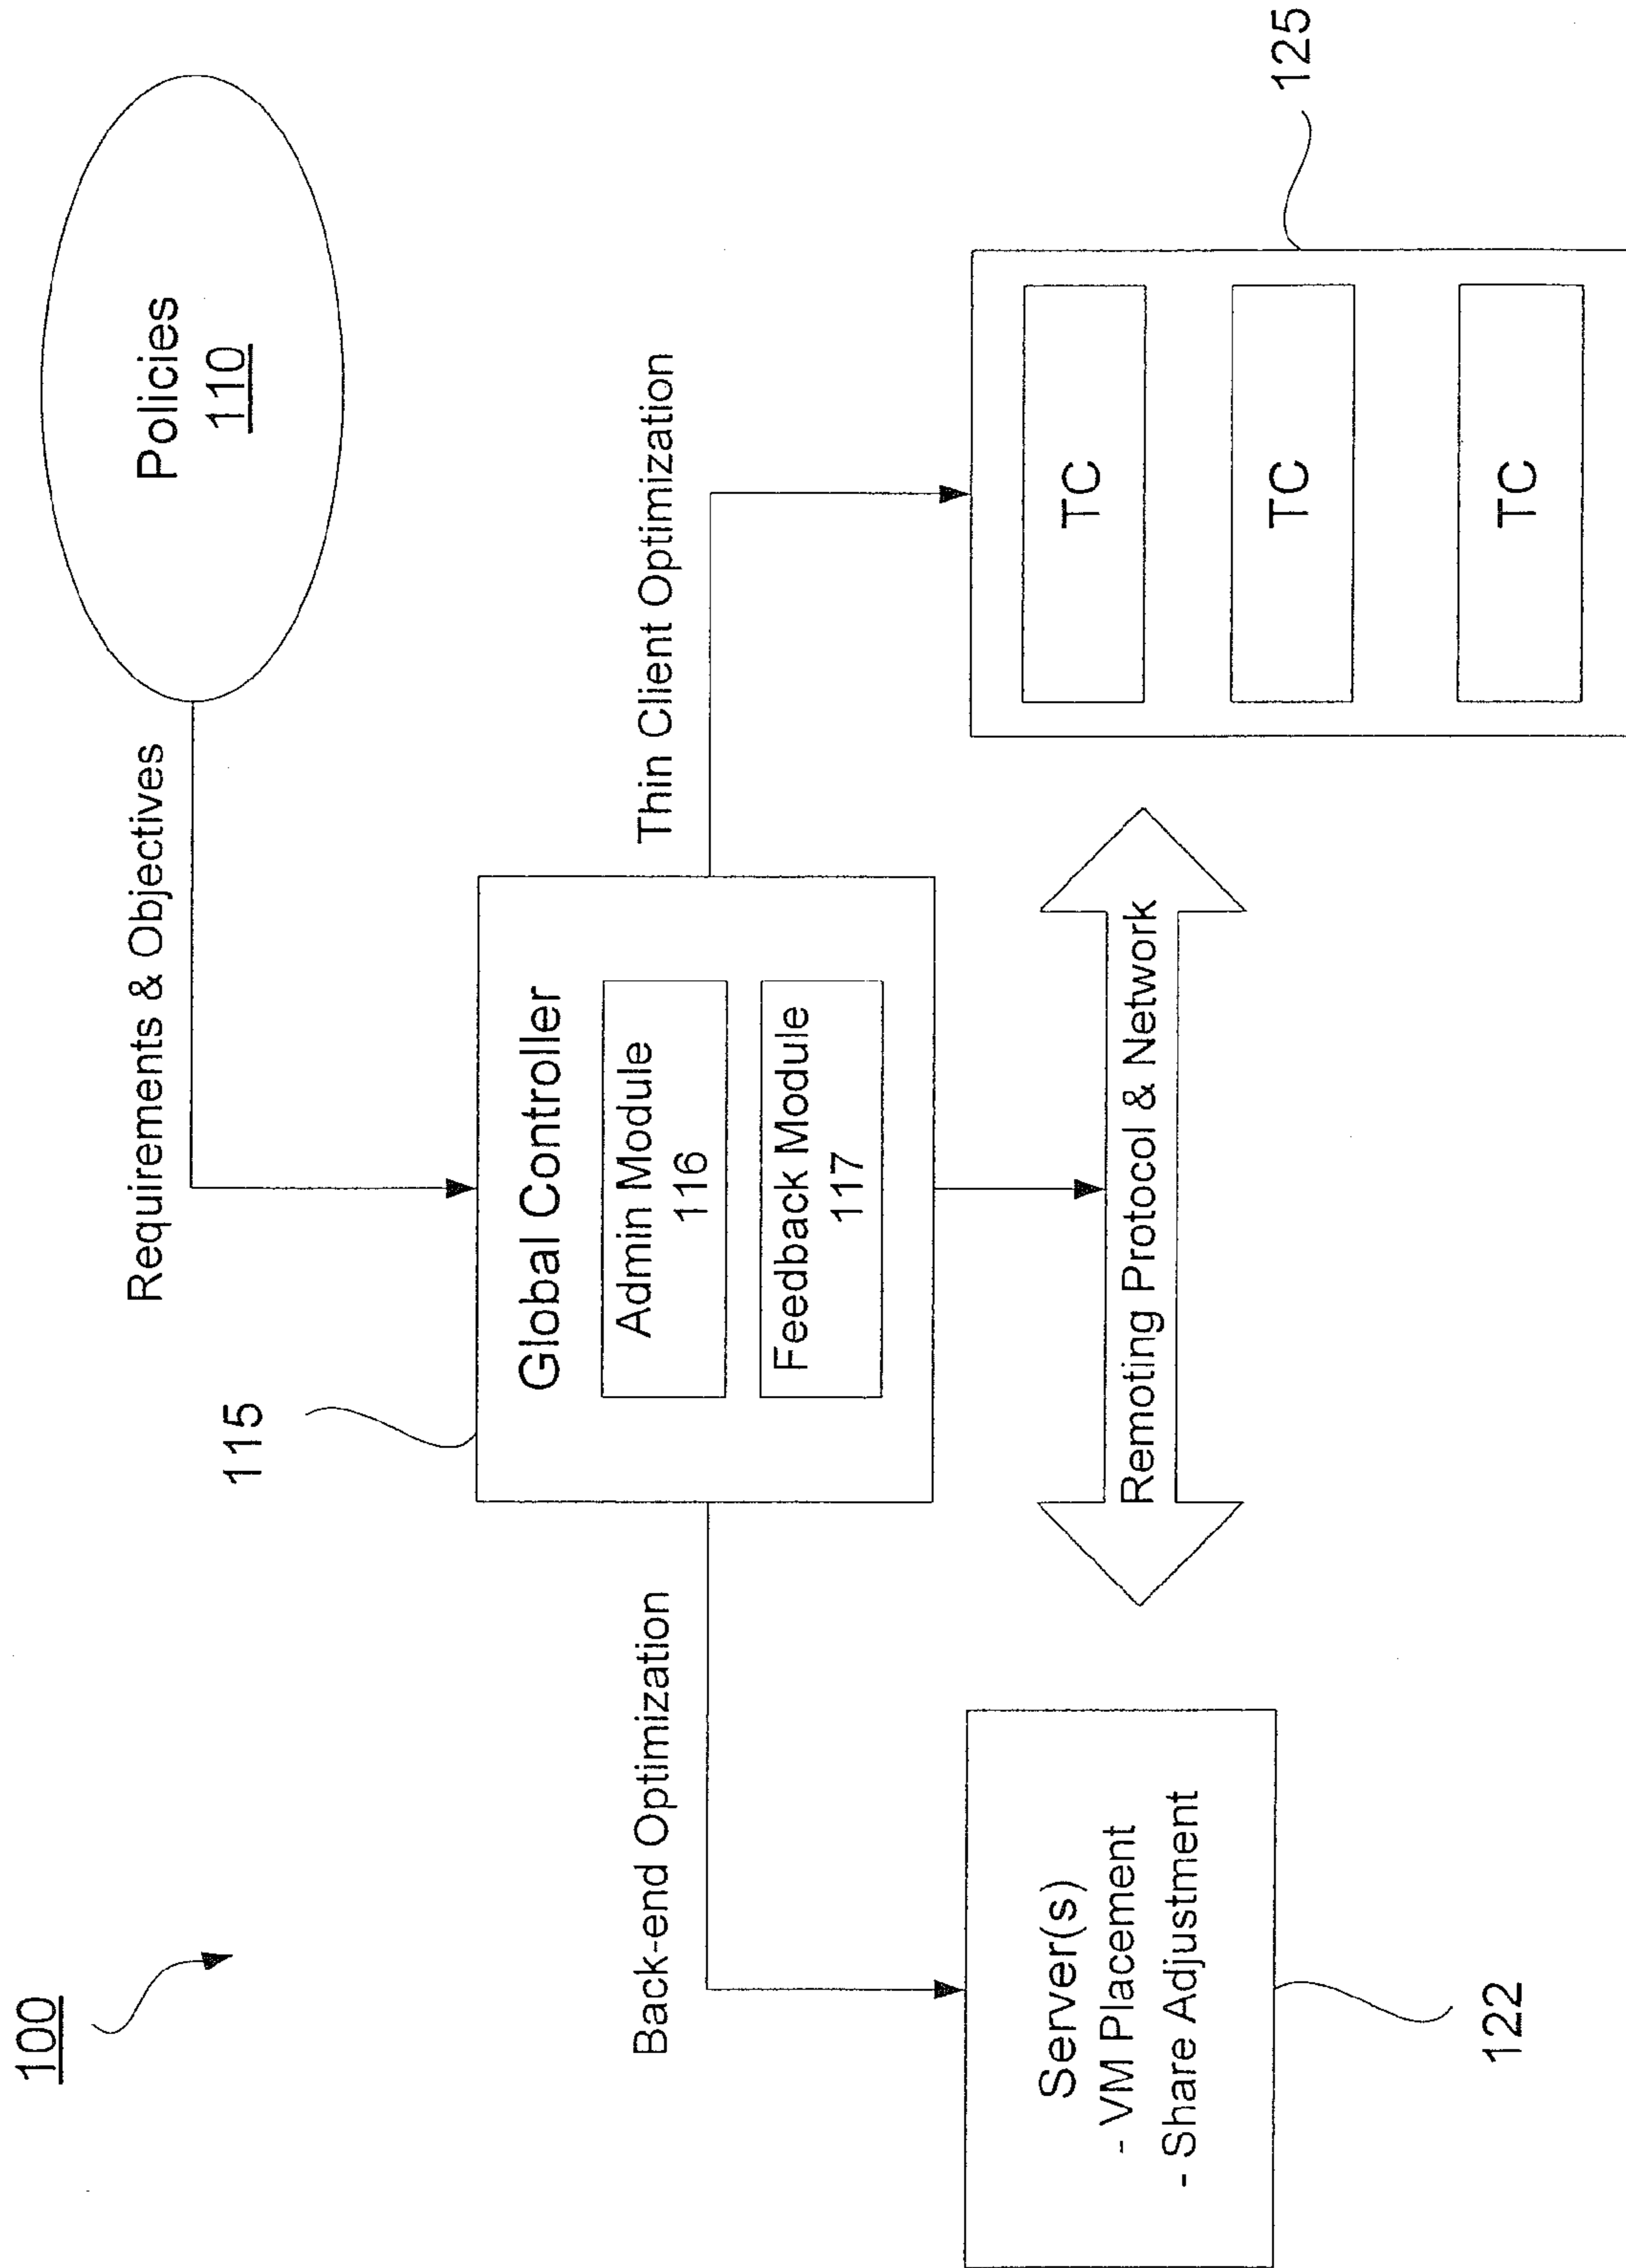 100
Policies
110
Requirements & Objectives
115
Global Controller
Admin Module
116
Feedback Module
117
Back-end Optimization
Thin Client Optimization
Server(s)
- VM Placement
- Share Adjustment
122
Remoting Protocol & Network
125
TC
TC
TC